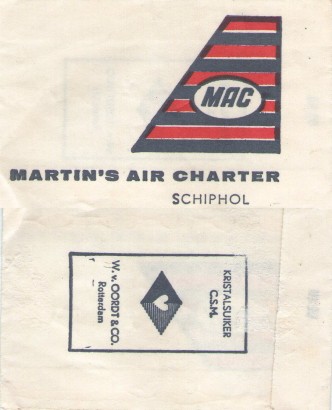 MAC
MARTIN'S AIR CHARTER
SCHIPHOL
KRISTALSUIKER
C.S.M.
W. v. OORDT & CO.
Rotterdam